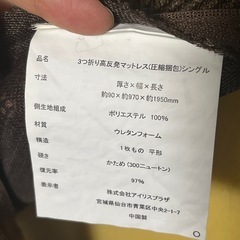 品名 3つ折り高反発マットレス(圧縮梱包)シングル
寸法 厚さ×幅×長さ
約90×約970×約1950mm
側生地組成 ポリエステル 100%
材質 ウレタンフォーム
構造 1枚もの 平形
硬さ かため(300ニュートン)
復元率 97%
表示者 株式会社アイリスプラザ
宮城県仙台市青葉区中央2-1-7
中国製